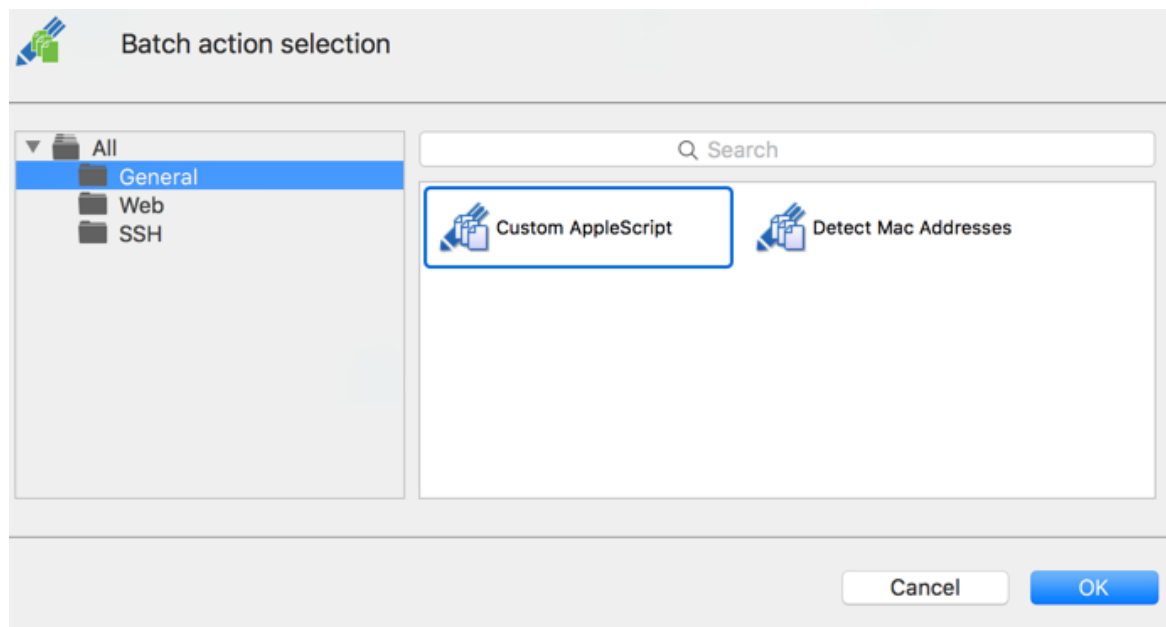 Batch action selection
All
General
Web
SSH
Search
Custom AppleScript
Detect Mac Addresses
Cancel
OK